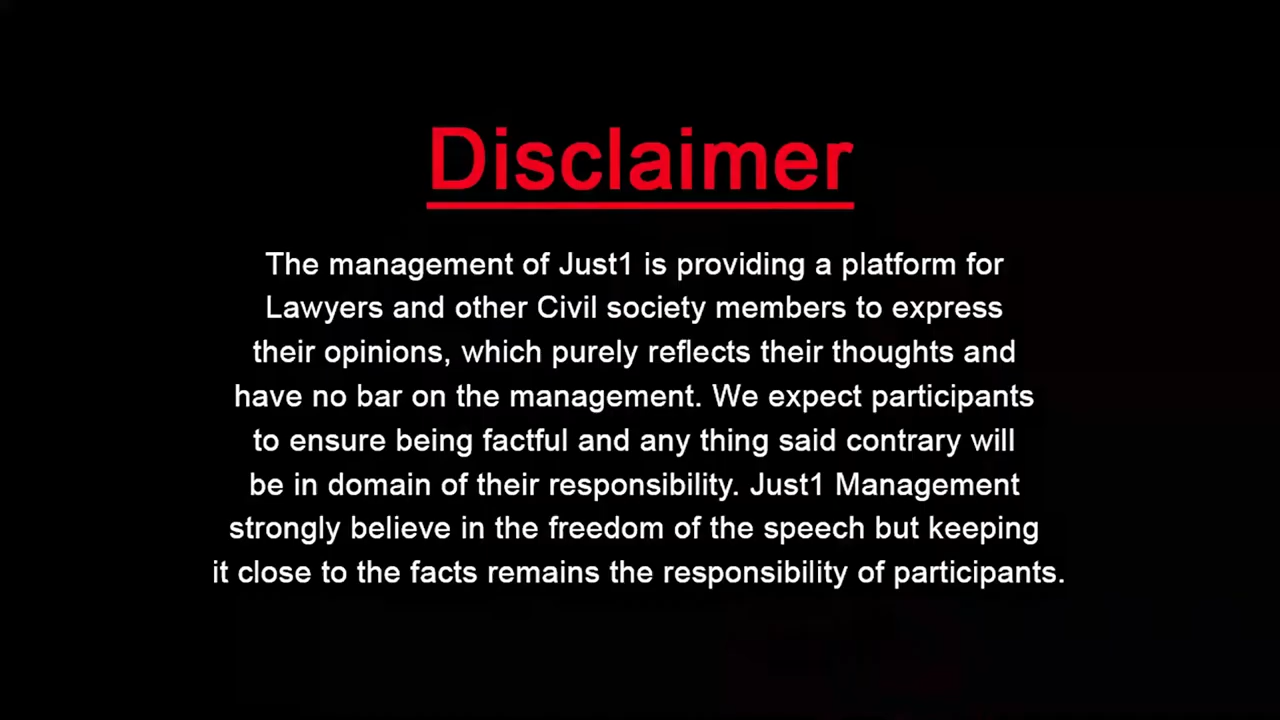 Disclaimer
The management of Just1 is providing a platform for
Lawyers and other Civil society members to express
their opinions, which purely reflects their thoughts and
have no bar on the management. We expect participants
to ensure being factful and any thing said contrary will
be in domain of their responsibility. Just1 Management
strongly believe in the freedom of the speech but keeping
it close to the facts remains the responsibility of participants.